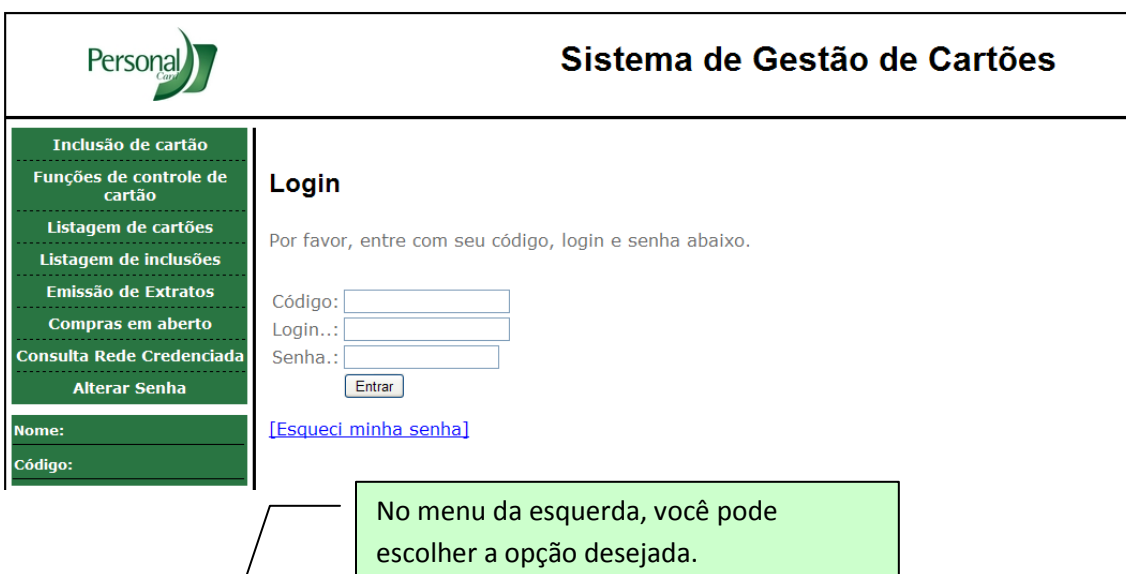 Personal
Card
Sistema de Gestão de Cartões
Inclusão de cartão
Funções de controle de
cartão
Listagem de cartões
Listagem de inclusões
Emissão de Extratos
Compras em aberto
Consulta Rede Credenciada
Alterar Senha
Nome:
Código:
Login
Por favor, entre com seu código, login e senha abaixo.
Código:
Login..:
Senha.:
Entrar
[Esqueci minha senha]
No menu da esquerda, você pode
escolher a opção desejada.